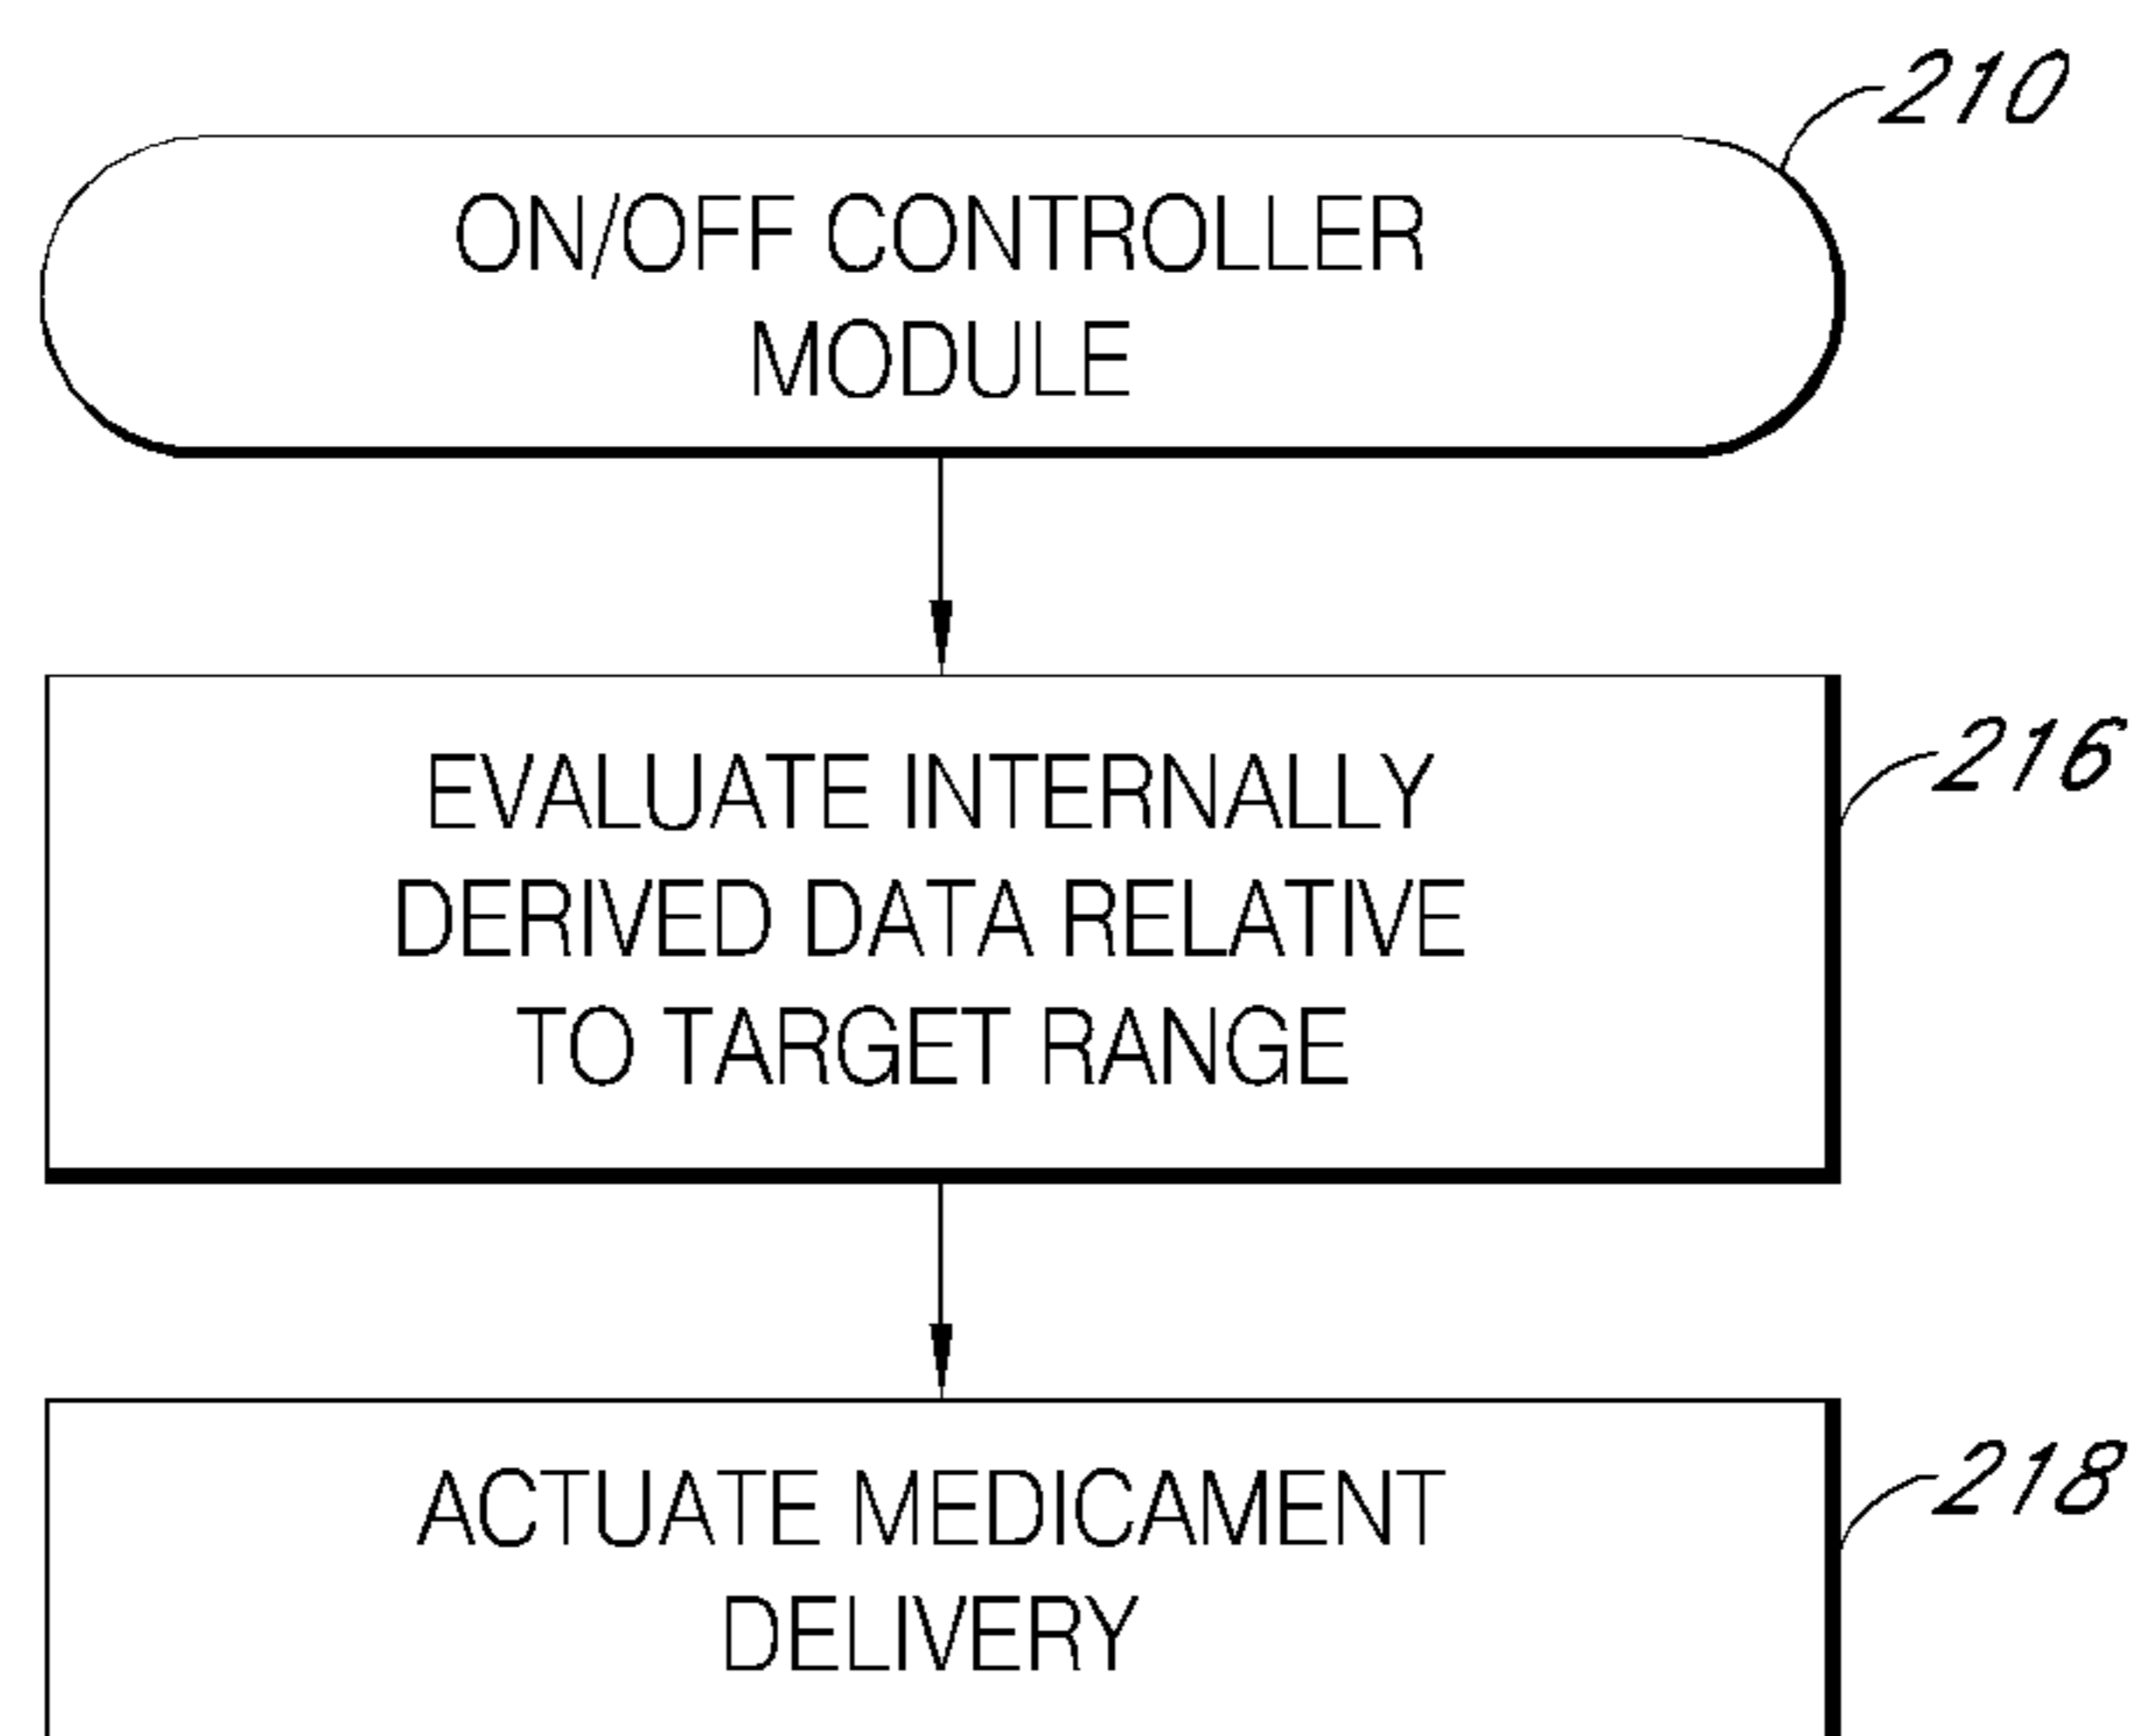 210
ON/OFF CONTROLLER
MODULE
216
EVALUATE INTERNALLY
DERIVED DATA RELATIVE
TO TARGET RANGE
218
ACTUATE MEDICAMENT
DELIVERY